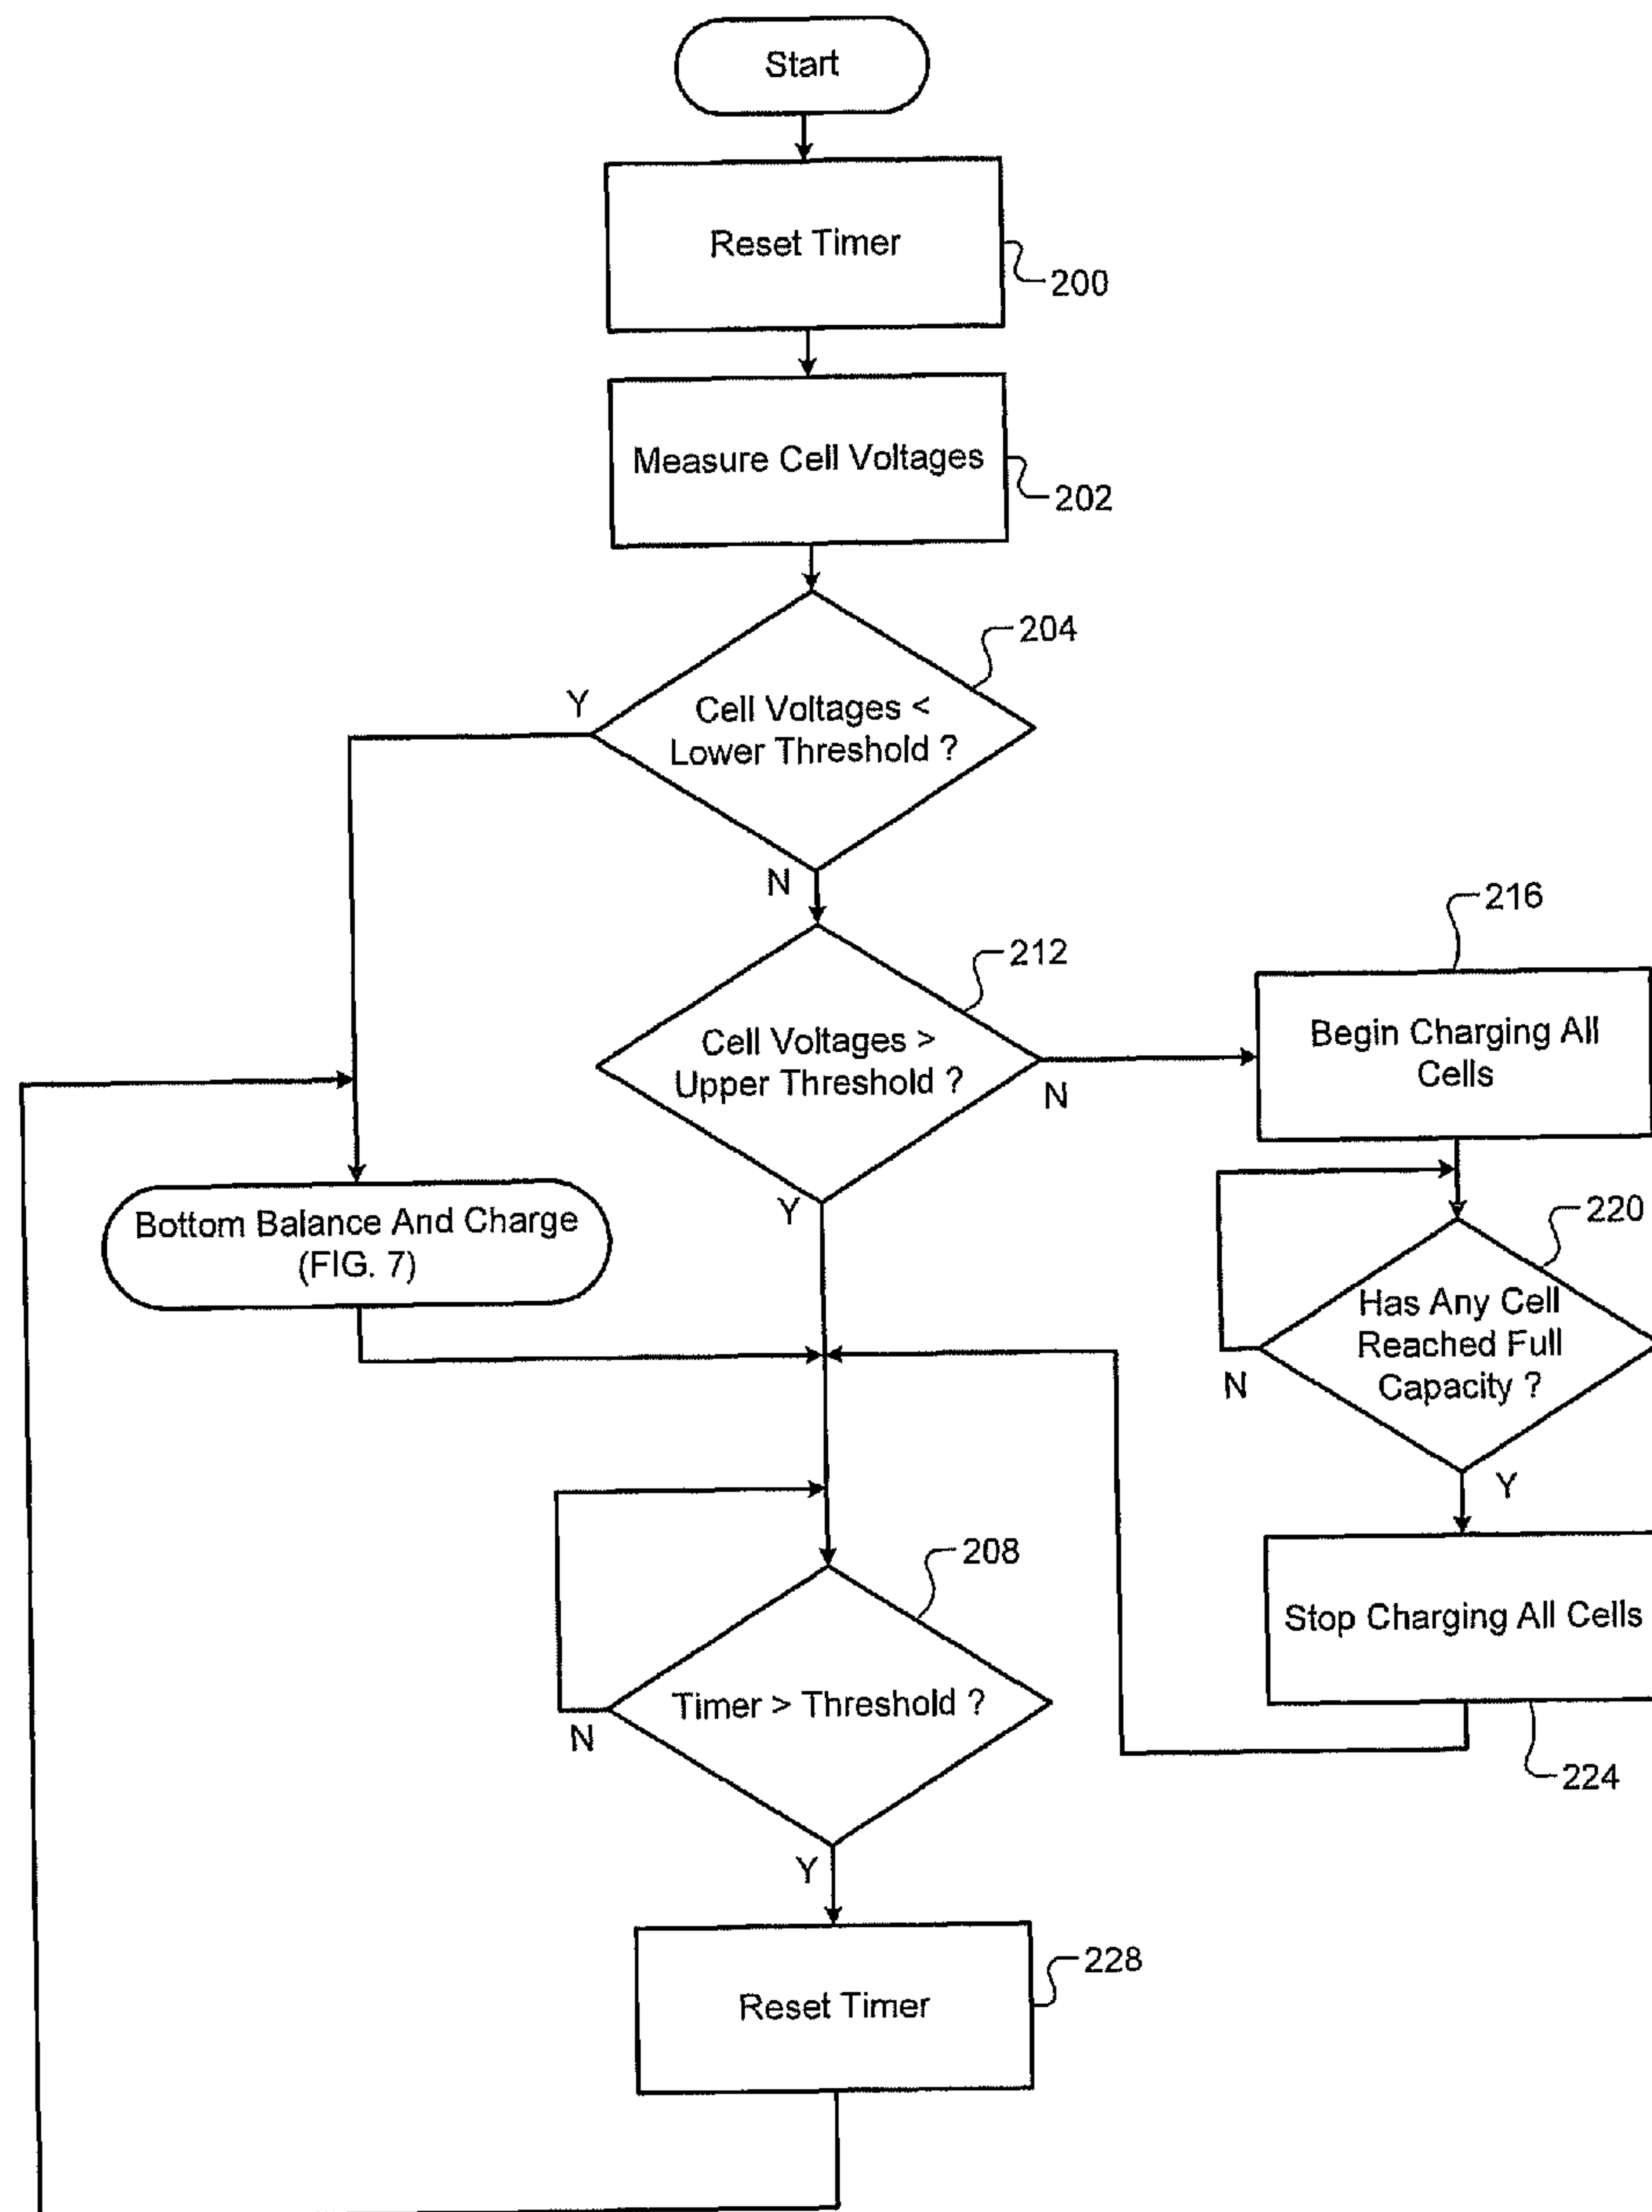 Start
Reset Timer
200
Measure Cell Voltages
202
204
Cell Voltages <
Lower Threshold ?
Y
N
212
Cell Voltages >
Upper Threshold ?
N
Y
216
Begin Charging All
Cells
Bottom Balance And Charge
(FIG. 7)
220
Has Any Cell
Reached Full
Capacity ?
N
Y
Stop Charging All Cells
224
208
Timer > Threshold ?
N
Y
228
Reset Timer